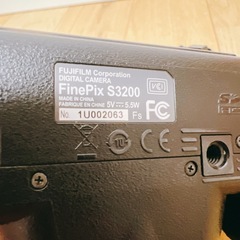 FUJIFILM Corporation
DIGITAL CAMERA
FinePix S3200
MADE IN CHINA
FABRIQUÉ EN CHINE 5V⎓5.5W
No. 1U002063 Fs
FC